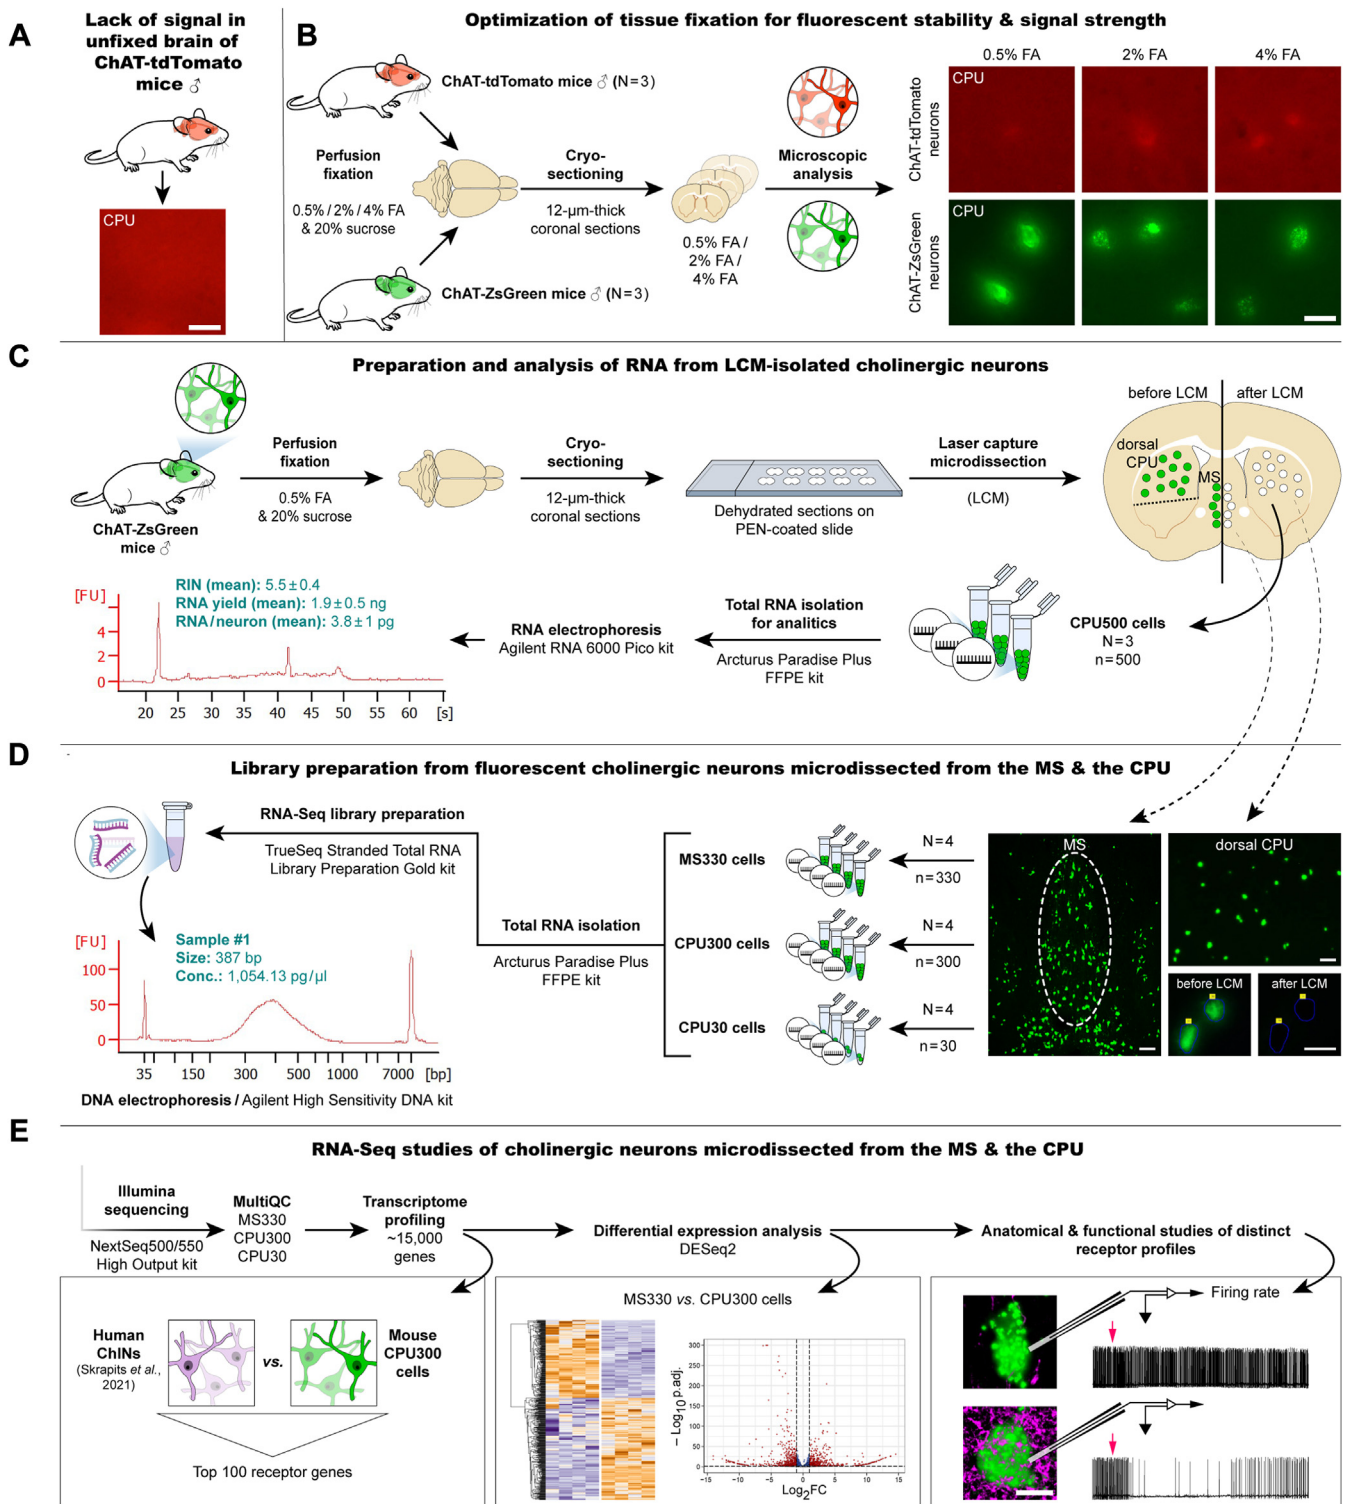 A
Lack of signal in
unfixed brain of
ChAT-tdTomato
mice ♂
CPU
B
Optimization of tissue fixation for fluorescent stability & signal strength
ChAT-tdTomato mice ♂ (N=3)
Perfusion
fixation
0.5% / 2% / 4% FA
& 20% sucrose
Cryo-
sectioning
12-µm-thick
coronal sections
0.5% FA /
2% FA /
4% FA
Microscopic
analysis
ChAT-ZsGreen mice ♂ (N=3)
0.5% FA
2% FA
4% FA
ChAT-tdTomato
neurons
CPU
ChAT-ZsGreen
neurons
CPU
C
Preparation and analysis of RNA from LCM-isolated cholinergic neurons
ChAT-ZsGreen
mice ♂
Perfusion
fixation
0.5% FA
& 20% sucrose
Cryo-
sectioning
12-µm-thick
coronal sections
Dehydrated sections on
PEN-coated slide
Laser capture
microdissection
(LCM)
before LCM
after LCM
dorsal
CPU
MS
CPU500 cells
N=3
n=500
Total RNA isolation
for analitics
Arcturus Paradise Plus
FFPE kit
RNA electrophoresis
Agilent RNA 6000 Pico kit
RIN (mean): 5.5±0.4
RNA yield (mean): 1.9±0.5 ng
RNA/neuron (mean): 3.8±1 pg
[FU]
4
2
0
20 25 30 35 40 45 50 55 60 [s]
D
Library preparation from fluorescent cholinergic neurons microdissected from the MS & the CPU
RNA-Seq library preparation
TrueSeq Stranded Total RNA
Library Preparation Gold kit
Total RNA isolation
Arcturus Paradise Plus
FFPE kit
MS330 cells
N=4
n=330
CPU300 cells
N=4
n=300
CPU30 cells
N=4
n=30
MS
dorsal CPU
before LCM
after LCM
Sample #1
Size: 387 bp
Conc.: 1,054.13 pg/µl
[FU]
100
50
0
35 150 300 500 1000 7000 [bp]
DNA electrophoresis / Agilent High Sensitivity DNA kit
E
RNA-Seq studies of cholinergic neurons microdissected from the MS & the CPU
Illumina
sequencing
NextSeq500/550
High Output kit
MultiQC
MS330
CPU300
CPU30
Transcriptome
profiling
~15,000
genes
Differential expression analysis
DESeq2
Anatomical & functional studies of distinct
receptor profiles
Human
ChINs
(Skrapits et al.,
2021)
vs.
Mouse
CPU300
cells
Top 100 receptor genes
MS330 vs. CPU300 cells
– Log10 p.adj.
300
250
200
150
100
50
0
−15 −10 −5 0 5 10 15
Log2FC
Firing rate